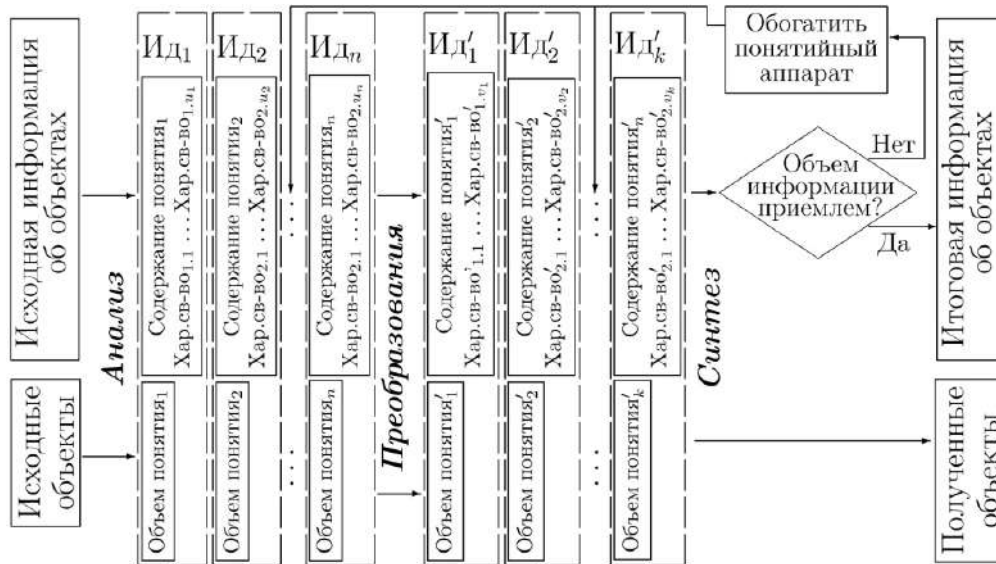 Исходная информация
об объектах
Исходные
объекты
Анализ
Ид₁
Содержание понятия₁
Хар.св-во₁.₁ … Хар.св-во₁.ᵤ₁
Объем понятия₁
Ид₂
Содержание понятия₂
Хар.св-во₂.₁ … Хар.св-во₂.ᵤ₂
Объем понятия₂
....
...
Идₙ
Содержание понятияₙ
Хар.св-во₂.₁ … Хар.св-во₂.ᵤₙ
Объем понятияₙ
Преобразования
Ид′₁
Содержание понятия′₁
Хар.св-во'₁.₁ … Хар.св-во′₁.ᵥ₁
Объем понятия′₁
Ид′₂
Содержание понятия′₂
Хар.св-во′₂.₁ … Хар.св-во′₂.ᵥ₂
Объем понятия′₂
....
...
Ид′ₖ
Содержание понятия′ₙ
Хар.св-во′₂.₁ … Хар.св-во′₂.ᵥₖ
Объем понятия′ₖ
Синтез
Обогатить
понятийный
аппарат
Объем
информации
приемлем?
Нет
Да
Итоговая информация
об объектах
Полученные
объекты